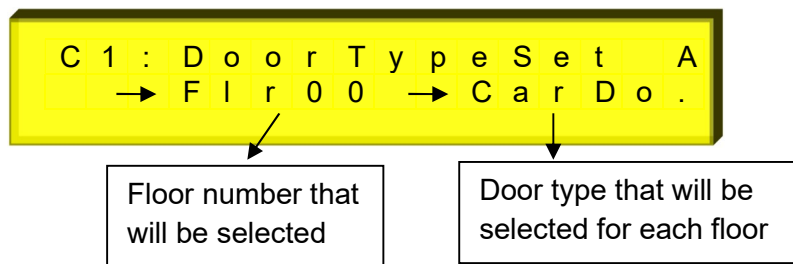 C1: DoorTypeSet A
→ Flr00 → CarDo.
Floor number that
will be selected
Door type that will be
selected for each floor